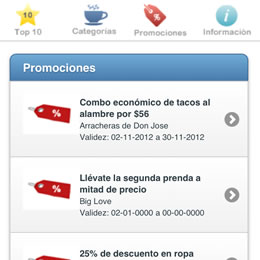 10
Top 10
Categorias
Promociones
Información
Promociones
Combo económico de tacos al
alambre por $56
Arracheras de Don Jose
Validez: 02-11-2012 a 30-11-2012
%
Llévate la segunda prenda a
mitad de precio
Big Love
Validez: 02-01-0000 a 00-00-0000
%
25% de descuento en ropa
%